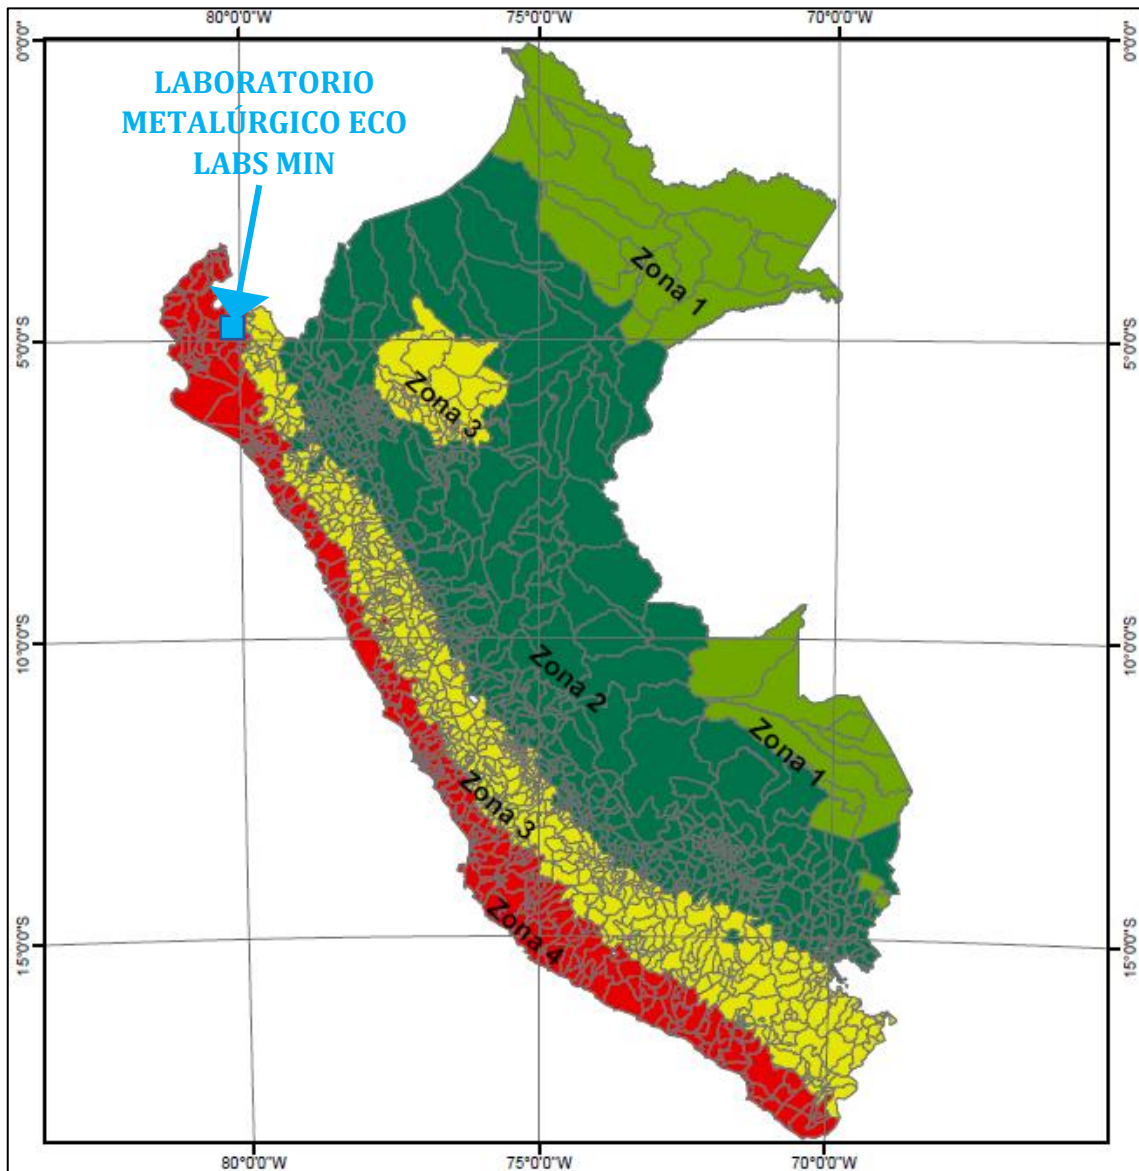 80°0'0"W 75°0'0"W 70°0'0"W
0°0'0" 0°0'0"
LABORATORIO
METALÚRGICO ECO
LABS MIN
Zona 1
5°0'0"S 5°0'0"S
Zona 3
10°0'0"S 10°0'0"S
Zona 2
Zona 1
Zona 3
Zona 4
15°0'0"S 15°0'0"S
80°0'0"W 75°0'0"W 70°0'0"W